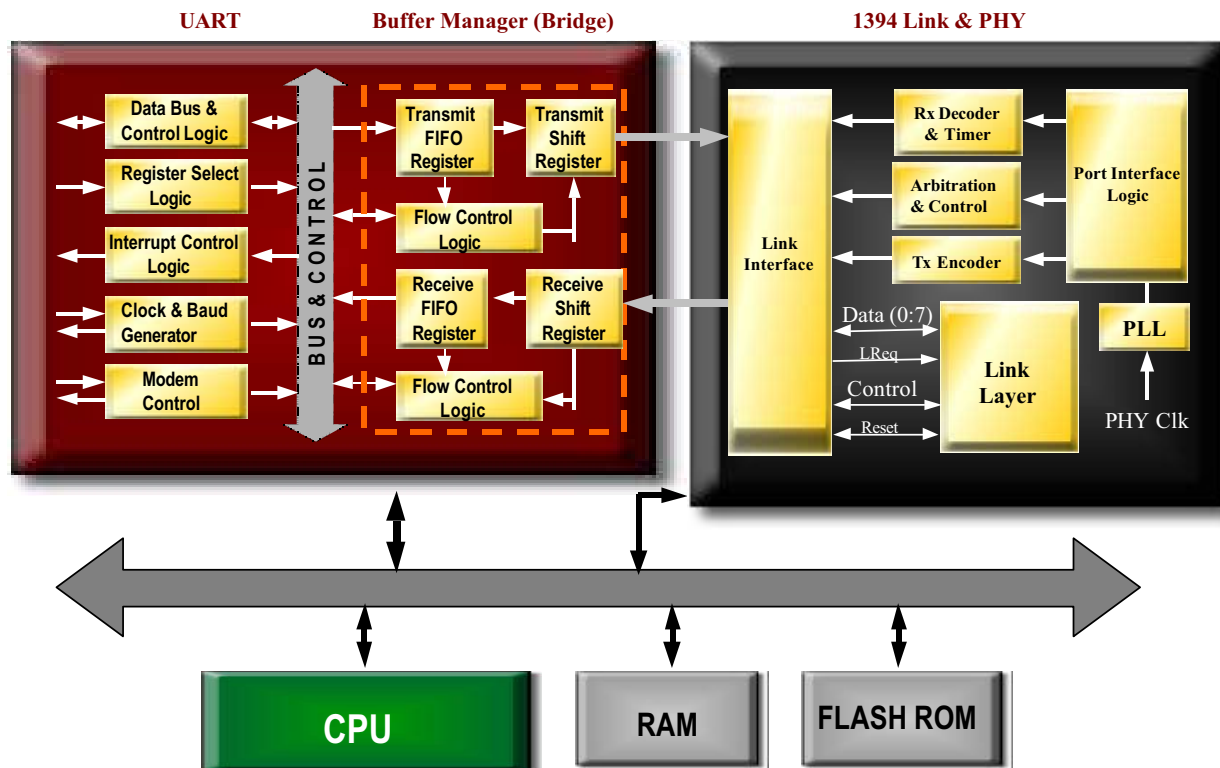 UART
Buffer Manager (Bridge)
1394 Link & PHY
Data Bus &
Control Logic
Register Select
Logic
Interrupt Control
Logic
Clock & Baud
Generator
Modem
Control
BUS & CONTROL
Transmit
FIFO
Register
Transmit
Shift
Register
Flow Control
Logic
Receive
FIFO
Register
Receive
Shift
Register
Flow Control
Logic
Link
Interface
Rx Decoder
& Timer
Arbitration
& Control
Tx Encoder
Port Interface
Logic
Data (0:7)
LReq
Control
Reset
Link
Layer
PLL
PHY Clk
CPU
RAM
FLASH ROM